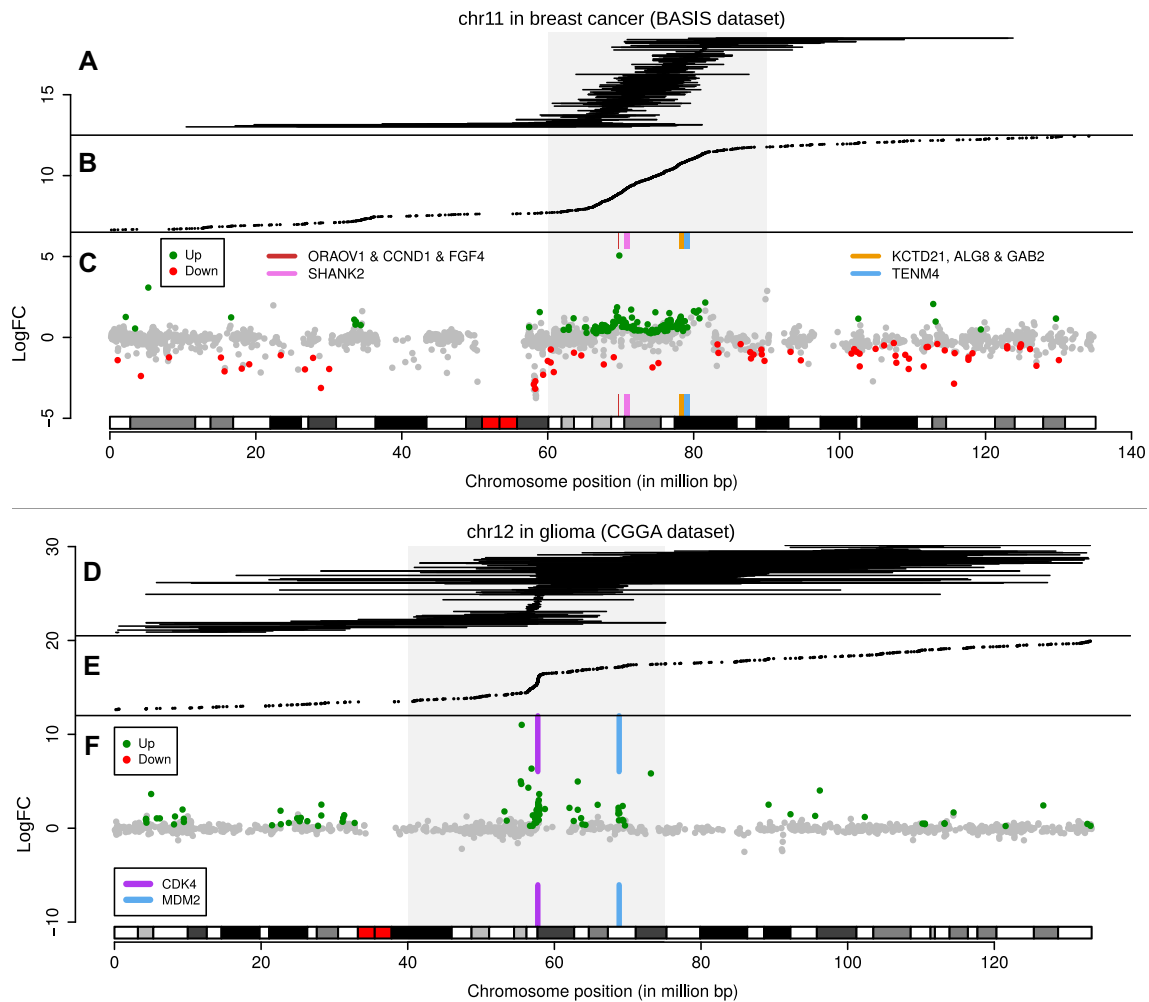 chr11 in breast cancer (BASIS dataset)
A
15
B
10
C
Up
Down
ORAOV1 & CCND1 & FGF4
SHANK2
KCTD21, ALG8 & GAB2
TENM4
5
0
−5
LogFC
0 20 40 60 80 100 120 140
Chromosome position (in million bp)
chr12 in glioma (CGGA dataset)
30
D
20
E
10
F
Up
Down
0
LogFC
CDK4
MDM2
−10
0 20 40 60 80 100 120
Chromosome position (in million bp)